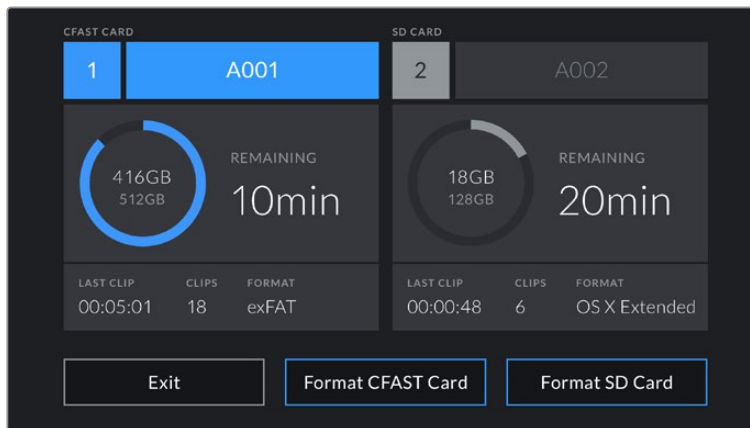 CFAST CARD
1 A001
416GB
512GB
REMAINING
10min
LAST CLIP CLIPS FORMAT
00:05:01 18 exFAT
SD CARD
2 A002
18GB
128GB
REMAINING
20min
LAST CLIP CLIPS FORMAT
00:00:48 6 OS X Extended
Exit Format CFAST Card Format SD Card